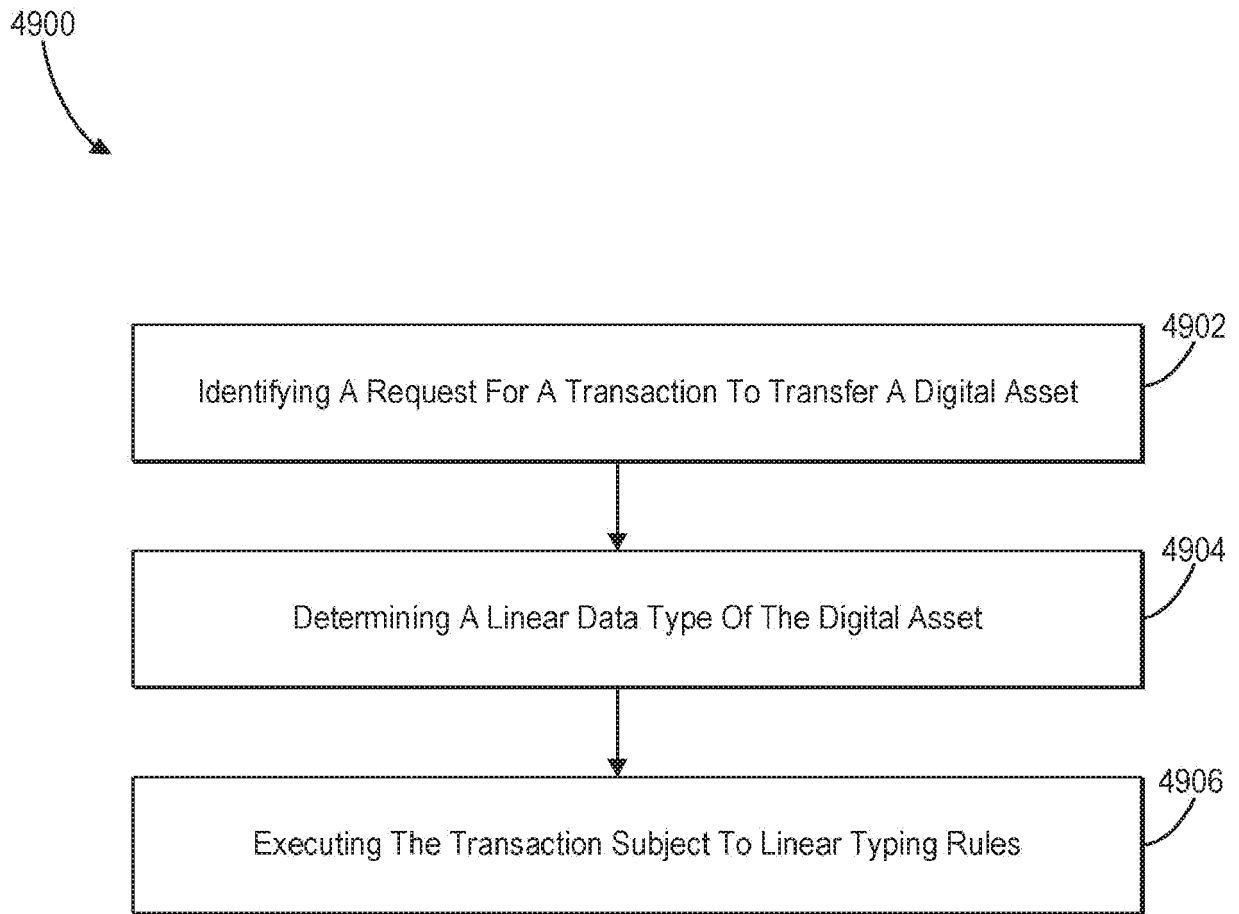 4900
4902
Identifying A Request For A Transaction To Transfer A Digital Asset
4904
Determining A Linear Data Type Of The Digital Asset
4906
Executing The Transaction Subject To Linear Typing Rules